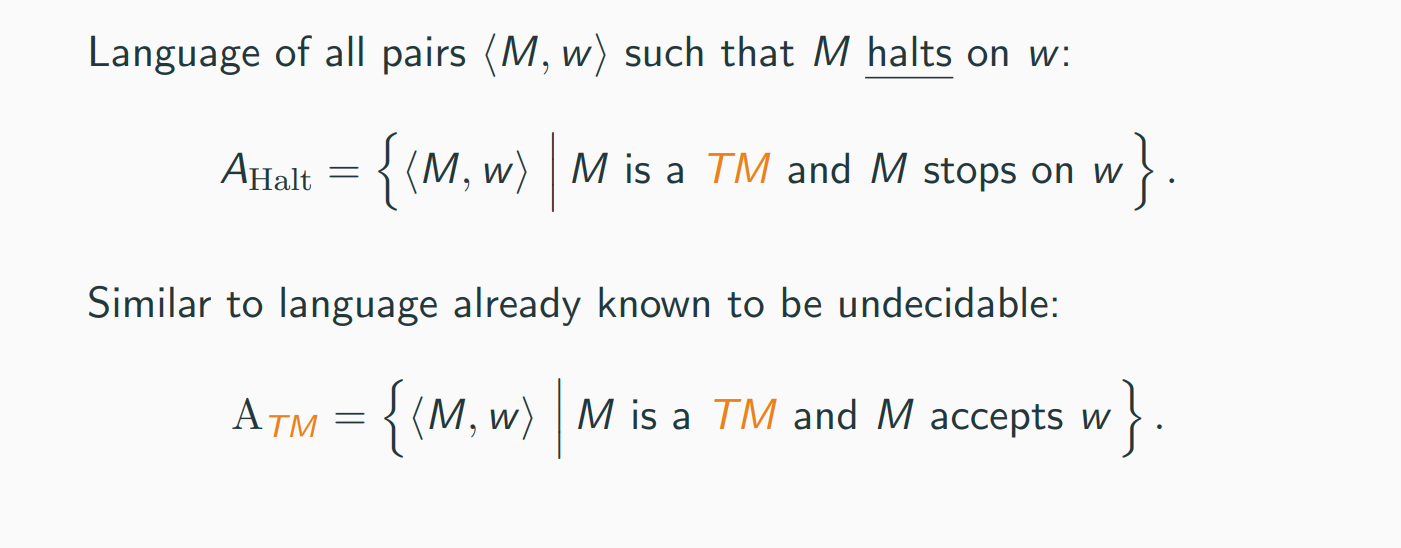 Language of all pairs ⟨M, w⟩ such that M halts on w:
A_Halt = {⟨M, w⟩ | M is a TM and M stops on w}.
Similar to language already known to be undecidable:
A_TM = {⟨M, w⟩ | M is a TM and M accepts w}.